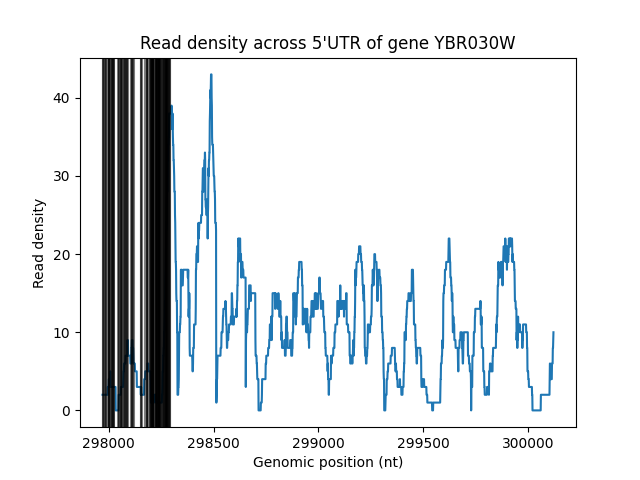 Read density across 5'UTR of gene YBR030W
Read density
40
30
20
10
0
298000 298500 299000 299500 300000
Genomic position (nt)